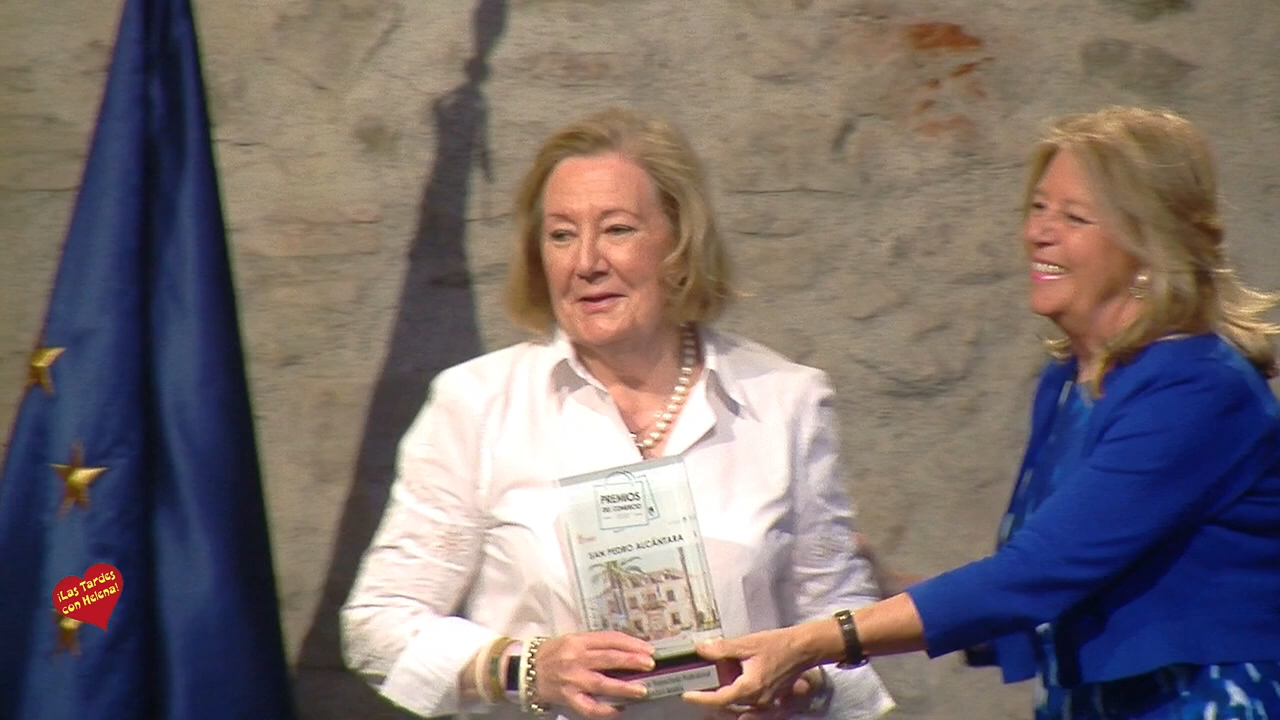 PREMIOS
DEL COMERCIO
SAN PEDRO ALCÁNTARA
¡Las Tardes
con Helena!